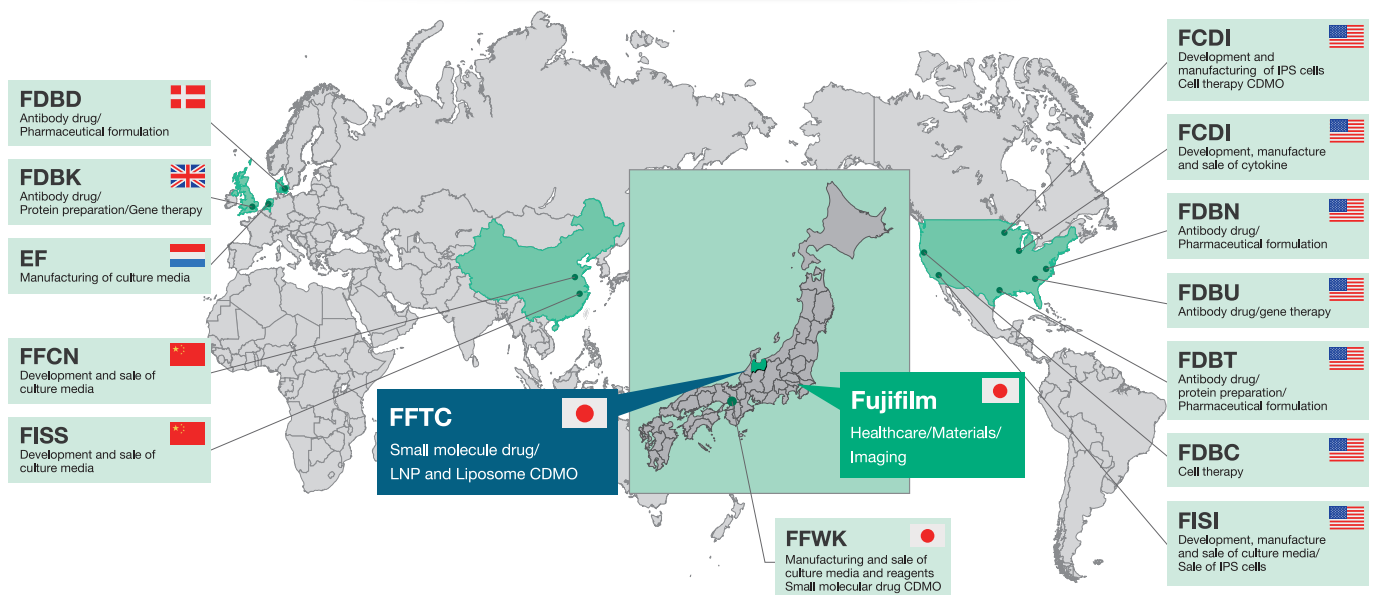 FDBD
Antibody drug/
Pharmaceutical formulation
FDBK
Antibody drug/
Protein preparation/Gene therapy
EF
Manufacturing of culture media
FFCN
Development and sale of
culture media
FISS
Development and sale of
culture media
FFTC
Small molecule drug/
LNP and Liposome CDMO
Fujifilm
Healthcare/Materials/
Imaging
FFWK
Manufacturing and sale of
culture media and reagents
Small molecular drug CDMO
FCDI
Development and
manufacturing of IPS cells
Cell therapy CDMO
FCDI
Development, manufacture
and sale of cytokine
FDBN
Antibody drug/
Pharmaceutical formulation
FDBU
Antibody drug/gene therapy
FDBT
Antibody drug/
protein preparation/
Pharmaceutical formulation
FDBC
Cell therapy
FISI
Development, manufacture
and sale of culture media/
Sale of IPS cells